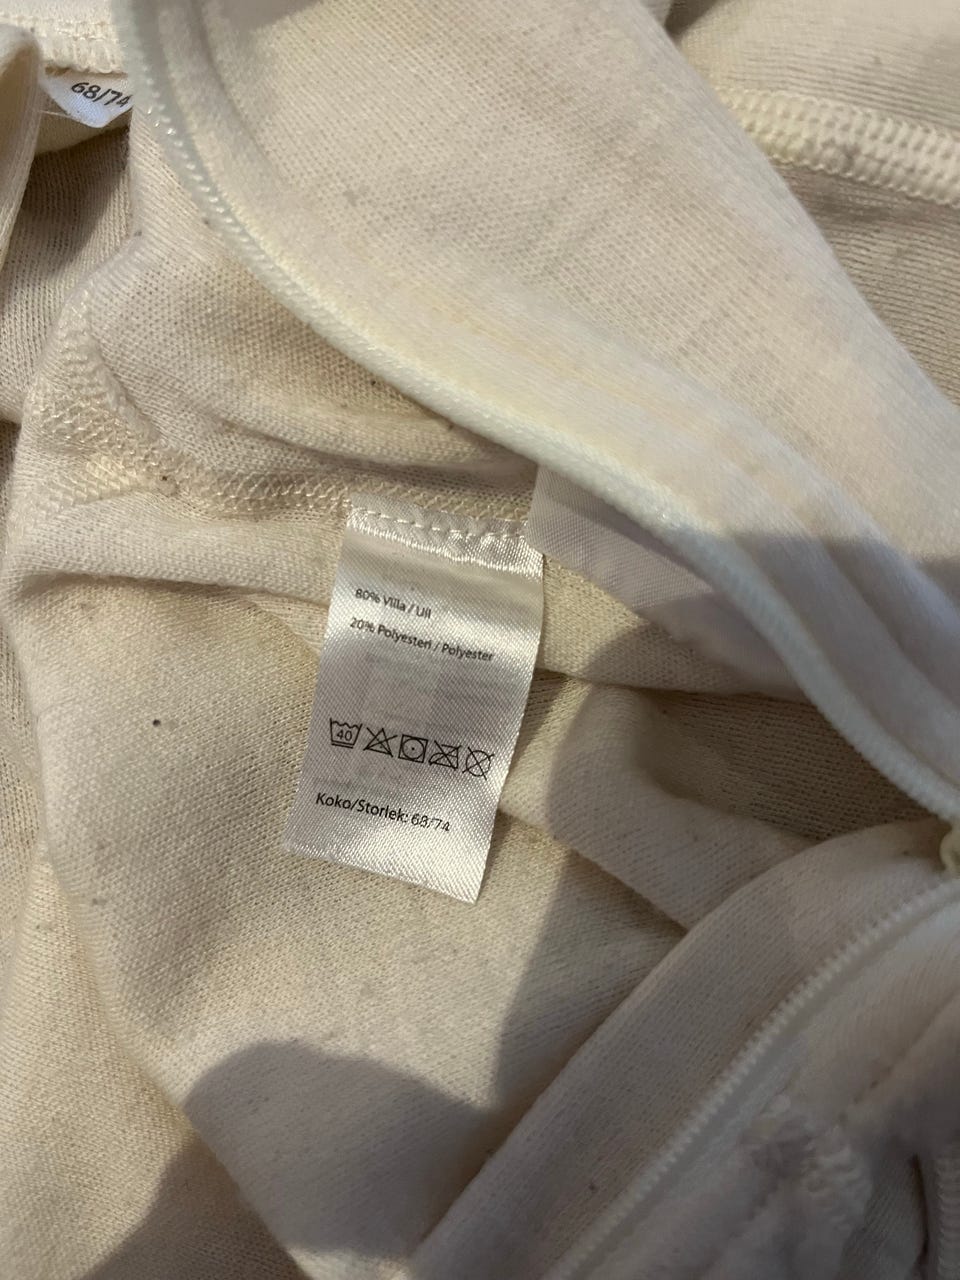 68/74
80% Villa / Ull
20% Polyesteri / Polyester
40
Koko/Storlek: 68/74